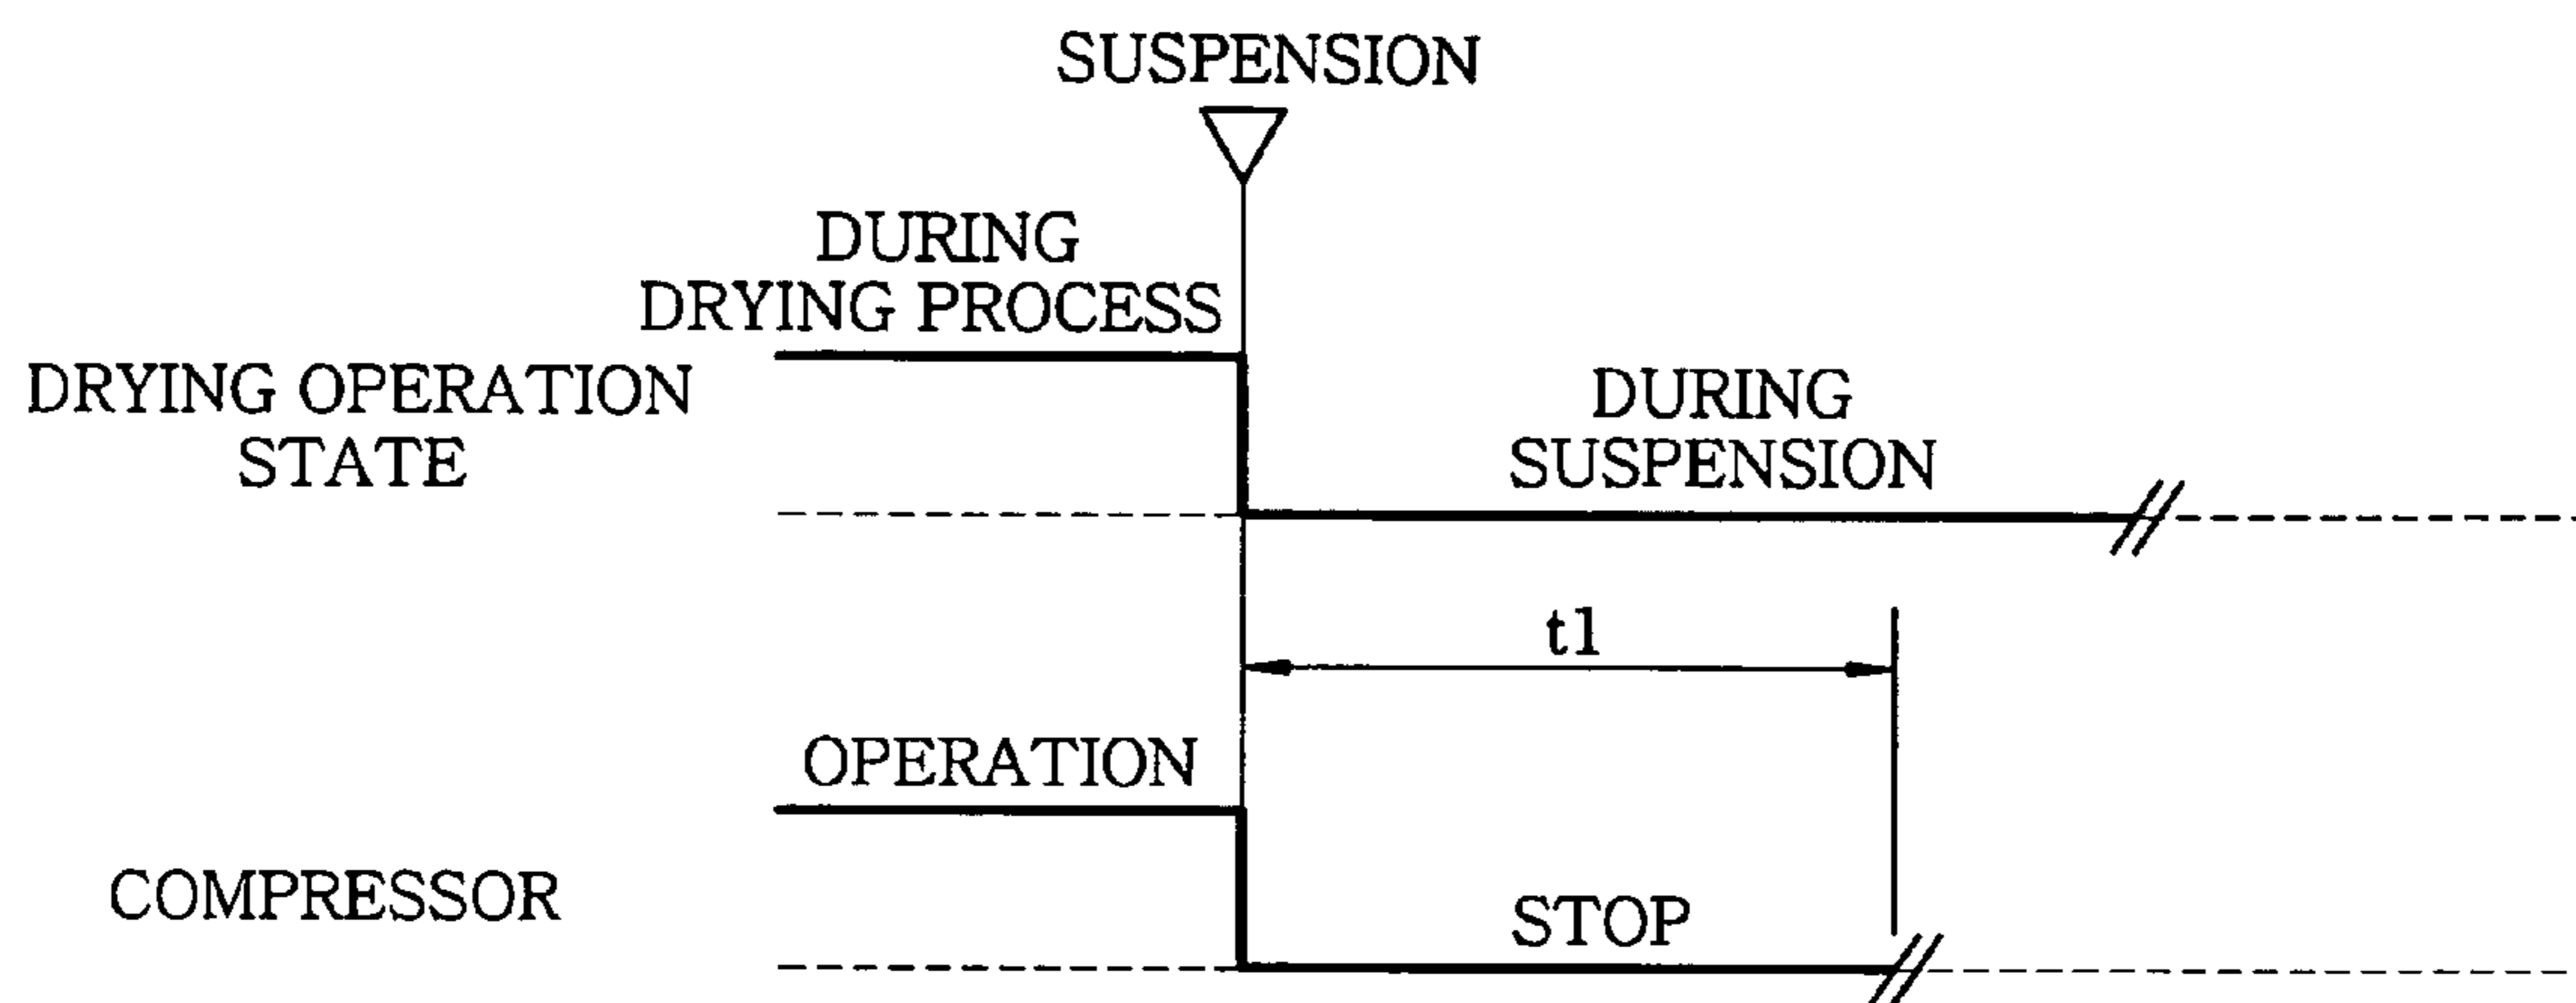 SUSPENSION
DURING
DRYING PROCESS
DRYING OPERATION
STATE
DURING
SUSPENSION
t1
OPERATION
COMPRESSOR
STOP